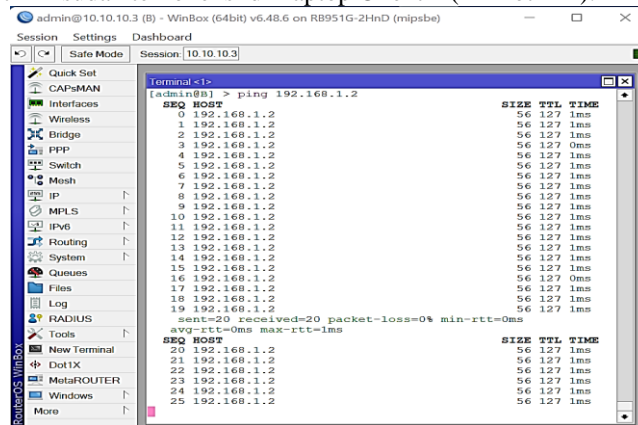 admin@10.10.10.3 (B) - WinBox (64bit) v6.48.6 on RB951G-2HnD (mipsbe)
Session Settings Dashboard
Safe Mode Session: 10.10.10.3
Quick Set
CAPsMAN
Interfaces
Wireless
Bridge
PPP
Switch
Mesh
IP
MPLS
IPv6
Routing
System
Queues
Files
Log
RADIUS
Tools
New Terminal
Dot1X
MetaROUTER
Windows
More
RouterOS WinBox
Terminal <1>
[admin@B] > ping 192.168.1.2
SEQ HOST SIZE TTL TIME
0 192.168.1.2 56 127 1ms
1 192.168.1.2 56 127 1ms
2 192.168.1.2 56 127 1ms
3 192.168.1.2 56 127 0ms
4 192.168.1.2 56 127 1ms
5 192.168.1.2 56 127 1ms
6 192.168.1.2 56 127 1ms
7 192.168.1.2 56 127 1ms
8 192.168.1.2 56 127 1ms
9 192.168.1.2 56 127 1ms
10 192.168.1.2 56 127 1ms
11 192.168.1.2 56 127 1ms
12 192.168.1.2 56 127 1ms
13 192.168.1.2 56 127 1ms
14 192.168.1.2 56 127 1ms
15 192.168.1.2 56 127 1ms
16 192.168.1.2 56 127 0ms
17 192.168.1.2 56 127 1ms
18 192.168.1.2 56 127 1ms
19 192.168.1.2 56 127 1ms
sent=20 received=20 packet-loss=0% min-rtt=0ms
avg-rtt=0ms max-rtt=1ms
SEQ HOST SIZE TTL TIME
20 192.168.1.2 56 127 1ms
21 192.168.1.2 56 127 1ms
22 192.168.1.2 56 127 1ms
23 192.168.1.2 56 127 1ms
24 192.168.1.2 56 127 1ms
25 192.168.1.2 56 127 1ms